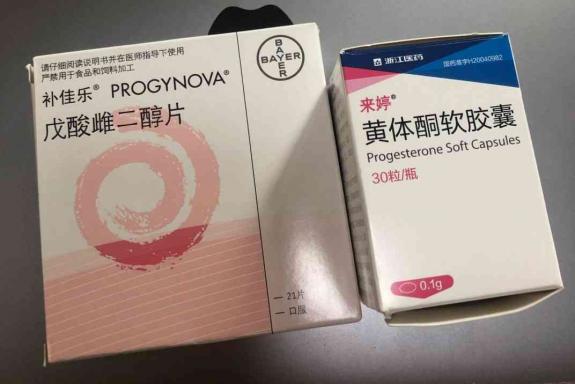 请仔细阅读说明书并在医师指导下使用
严禁用于食品和饲料加工
BAYER
BAYER
补佳乐® PROGYNOVA®
戊酸雌二醇片
21片
口服
浙江医药
国药准字H20040982
来婷®
黄体酮软胶囊
Progesterone Soft Capsules
30粒/瓶
0.1g